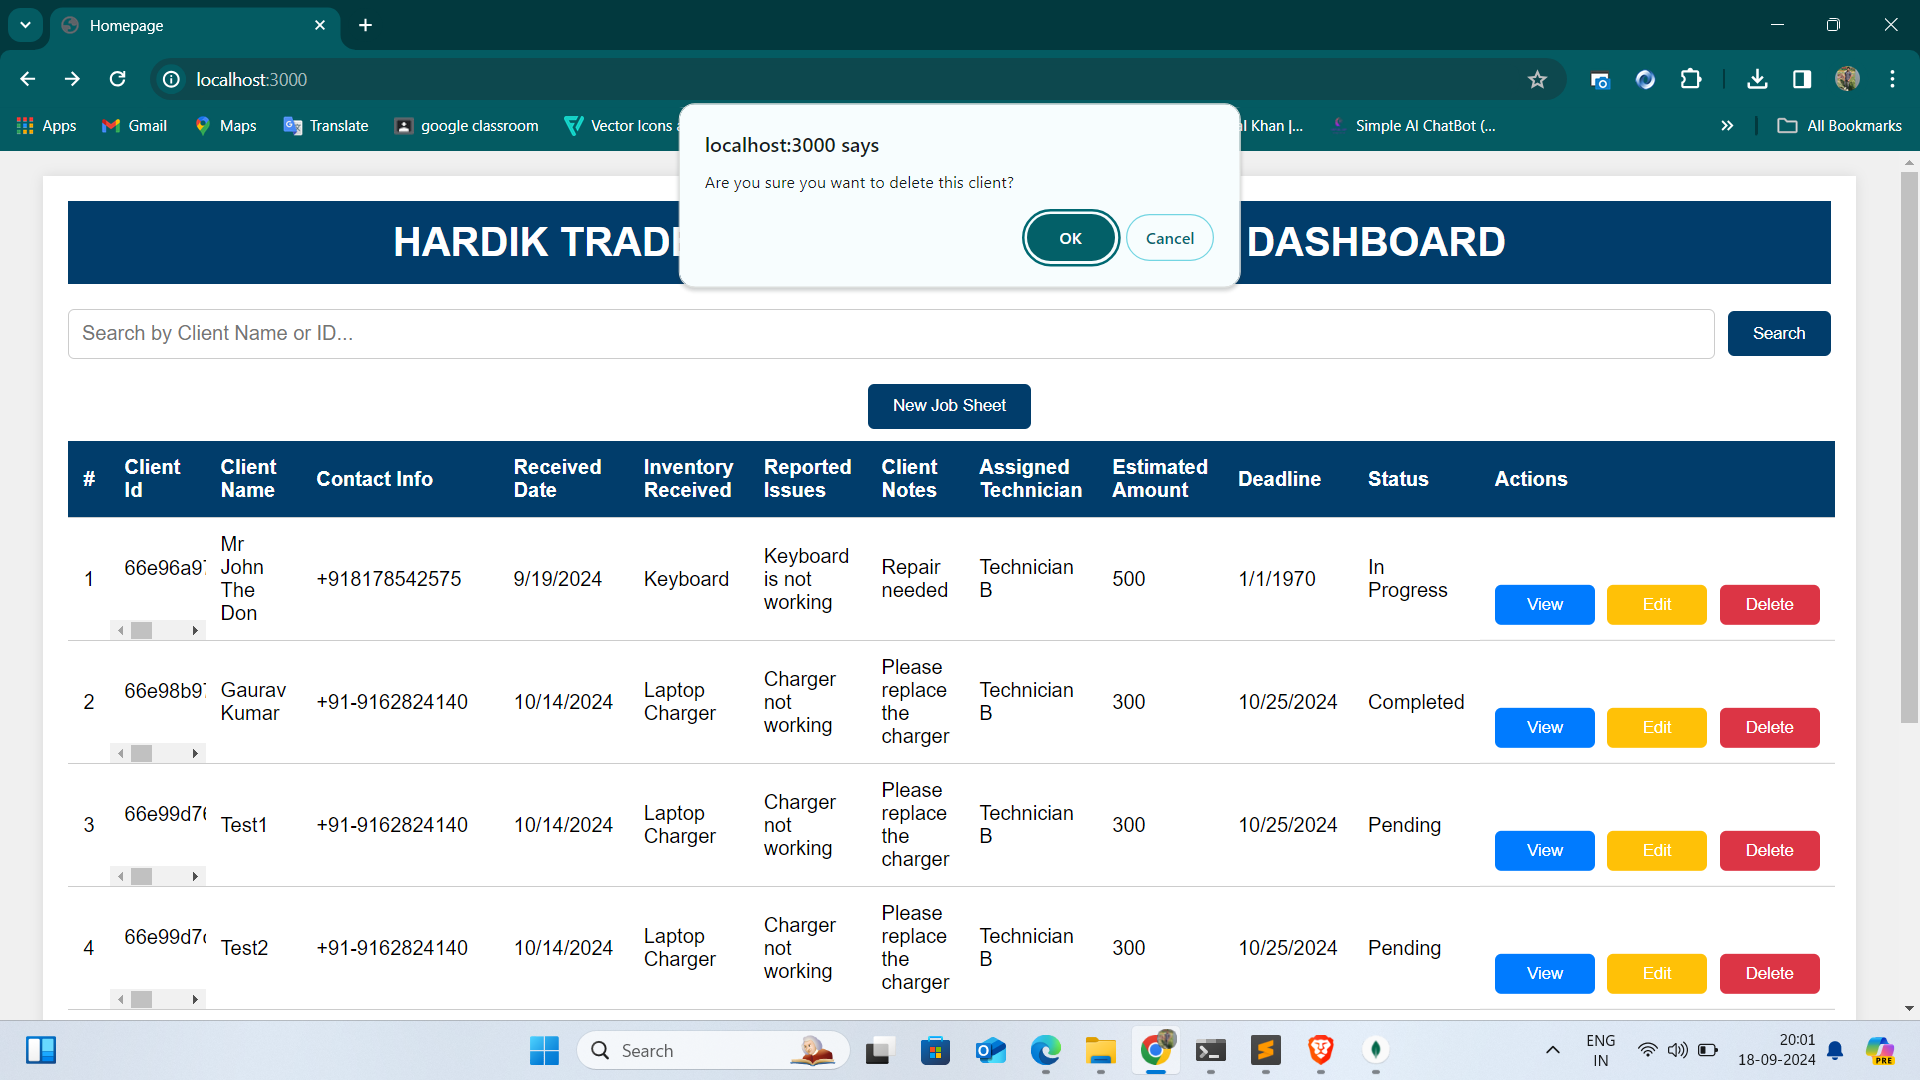 Homepage
localhost:3000
Apps
Gmail
Maps
Translate
google classroom
Vector Icons
Khan |...
Simple AI ChatBot (...
All Bookmarks
localhost:3000 says
Are you sure you want to delete this client?
OK
Cancel
HARDIK DASHBOARD
Search by Client Name or ID...
Search
New Job Sheet
# Client Id Client Name Contact Info Received Date Inventory Received Reported Issues Client Notes Assigned Technician Estimated Amount Deadline Status Actions
1 66e96a97 Mr John The Don +918178542575 9/19/2024 Keyboard Keyboard is not working Repair needed Technician B 500 1/1/1970 In Progress View Edit Delete
2 66e98b97 Gaurav Kumar +91-9162824140 10/14/2024 Laptop Charger Charger not working Please replace the charger Technician B 300 10/25/2024 Completed View Edit Delete
3 66e99d76 Test1 +91-9162824140 10/14/2024 Laptop Charger Charger not working Please replace the charger Technician B 300 10/25/2024 Pending View Edit Delete
4 66e99d7 Test2 +91-9162824140 10/14/2024 Laptop Charger Charger not working Please replace the charger Technician B 300 10/25/2024 Pending View Edit Delete
Search
ENG
IN
20:01
18-09-2024
PRE